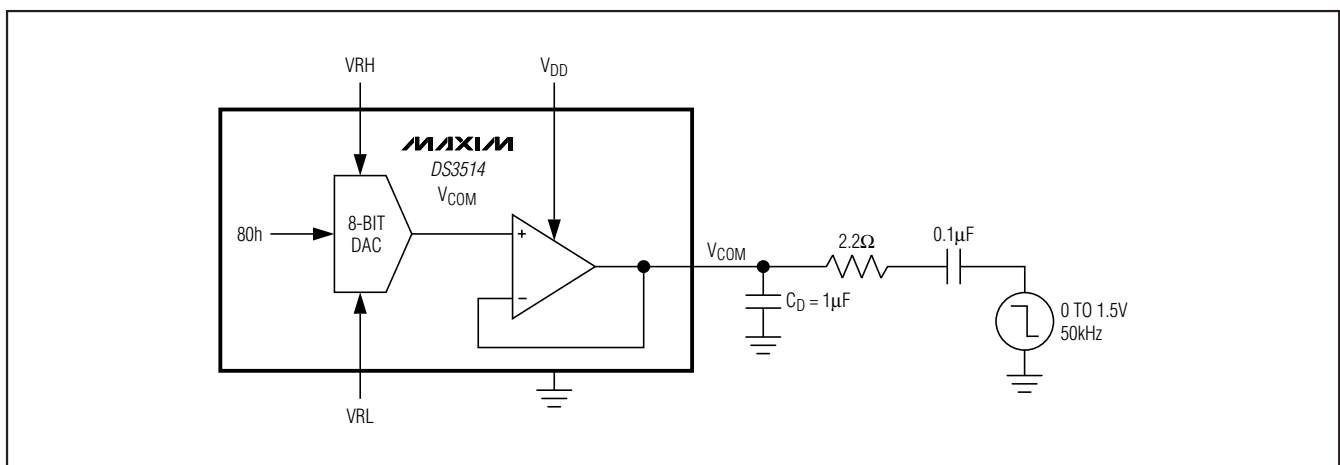 VRH
V_DD
MAXIM
DS3514
V_COM
80h
8-BIT
DAC
+
−
V_COM
2.2Ω
0.1µF
C_D = 1µF
0 TO 1.5V
50kHz
VRL